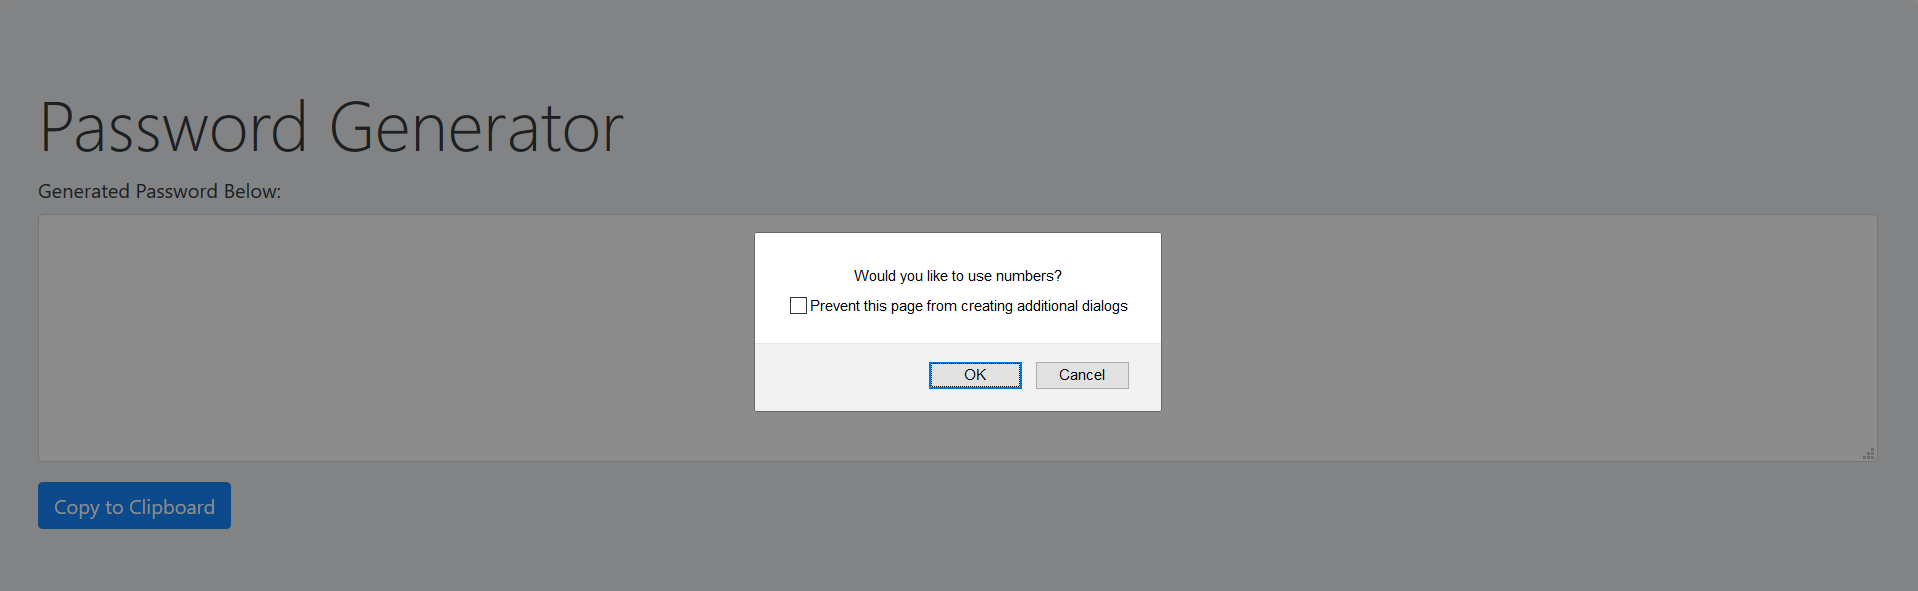 Password Generator
Generated Password Below:
Would you like to use numbers?
Prevent this page from creating additional dialogs
OK
Cancel
Copy to Clipboard